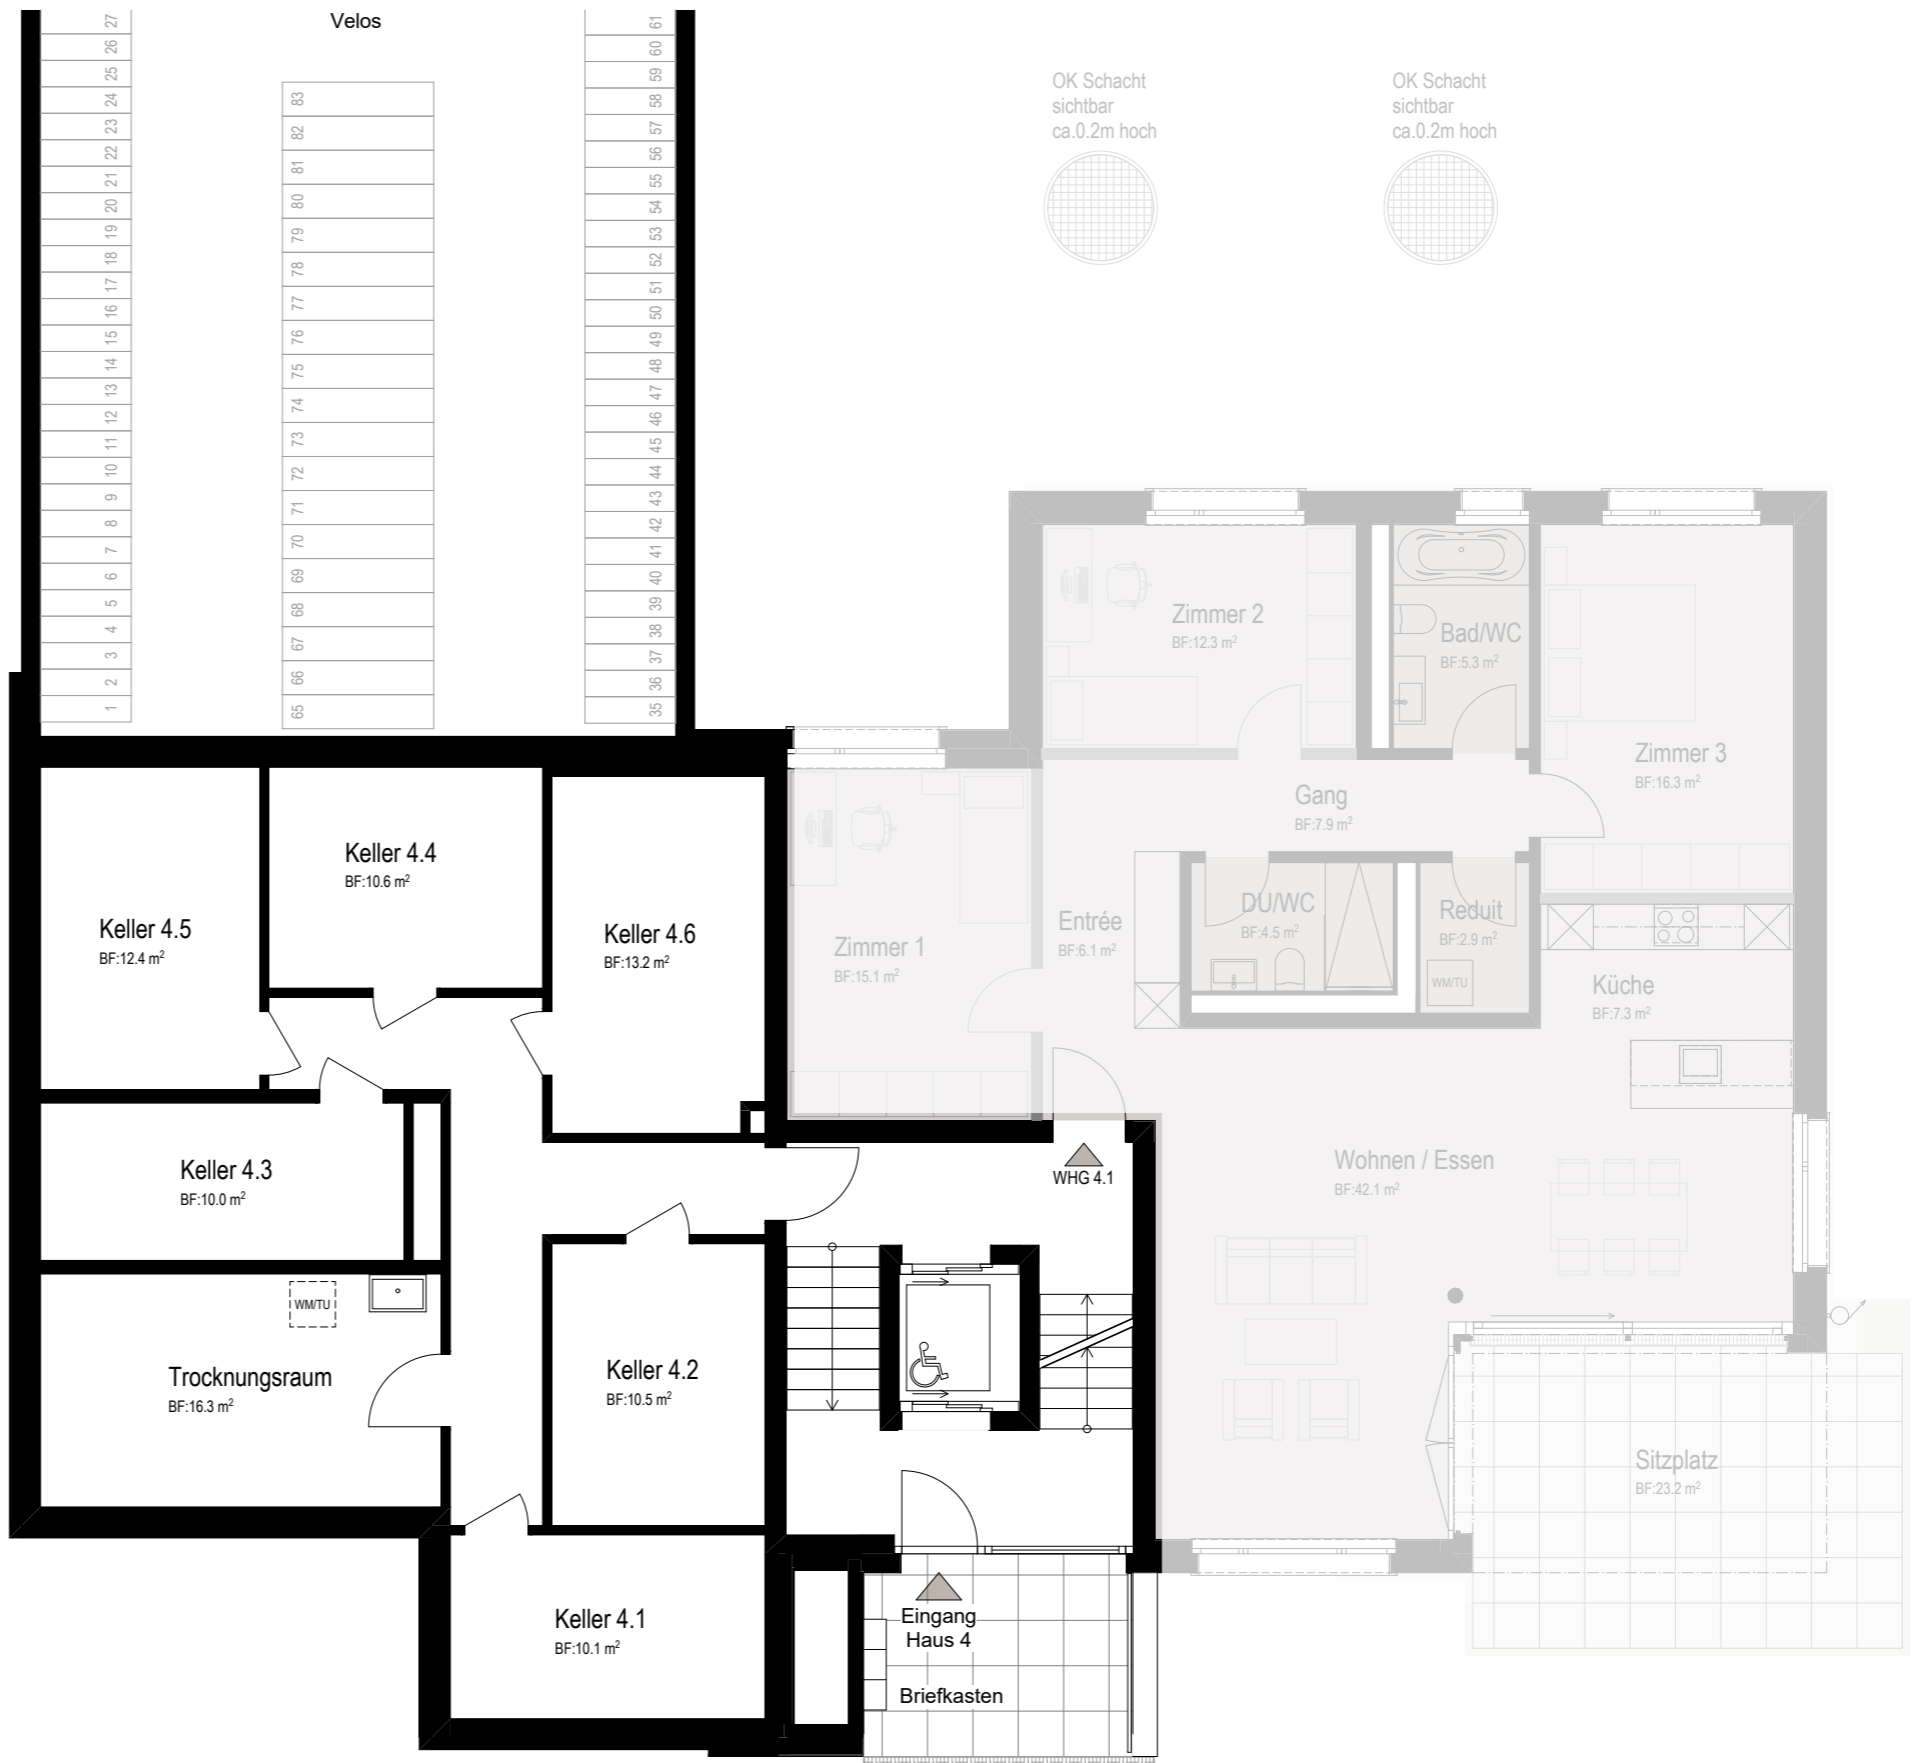 Velos
27
26
25
24
23
22
21
20
19
18
17
16
15
14
13
12
11
10
9
8
7
6
5
4
3
2
1
83
82
81
80
79
78
77
76
75
74
73
72
71
70
69
68
67
66
65
61
60
59
58
57
56
55
54
53
52
51
50
49
48
47
46
45
44
43
42
41
40
39
38
37
36
35
OK Schacht
sichtbar
ca.0.2m hoch
OK Schacht
sichtbar
ca.0.2m hoch
Zimmer 2
BF:12.3 m²
Bad/WC
BF:5.3 m²
Zimmer 3
BF:16.3 m²
Gang
BF:7.9 m²
Keller 4.4
BF:10.6 m²
Keller 4.5
BF:12.4 m²
Keller 4.6
BF:13.2 m²
Zimmer 1
BF:15.1 m²
Entrée
BF:6.1 m²
DU/WC
BF:4.5 m²
Reduit
BF:2.9 m²
WM/TU
Küche
BF:7.3 m²
Keller 4.3
BF:10.0 m²
WHG 4.1
Wohnen / Essen
BF:42.1 m²
WM/TU
Trocknungsraum
BF:16.3 m²
Keller 4.2
BF:10.5 m²
Sitzplatz
BF:23.2 m²
Keller 4.1
BF:10.1 m²
Eingang
Haus 4
Briefkasten